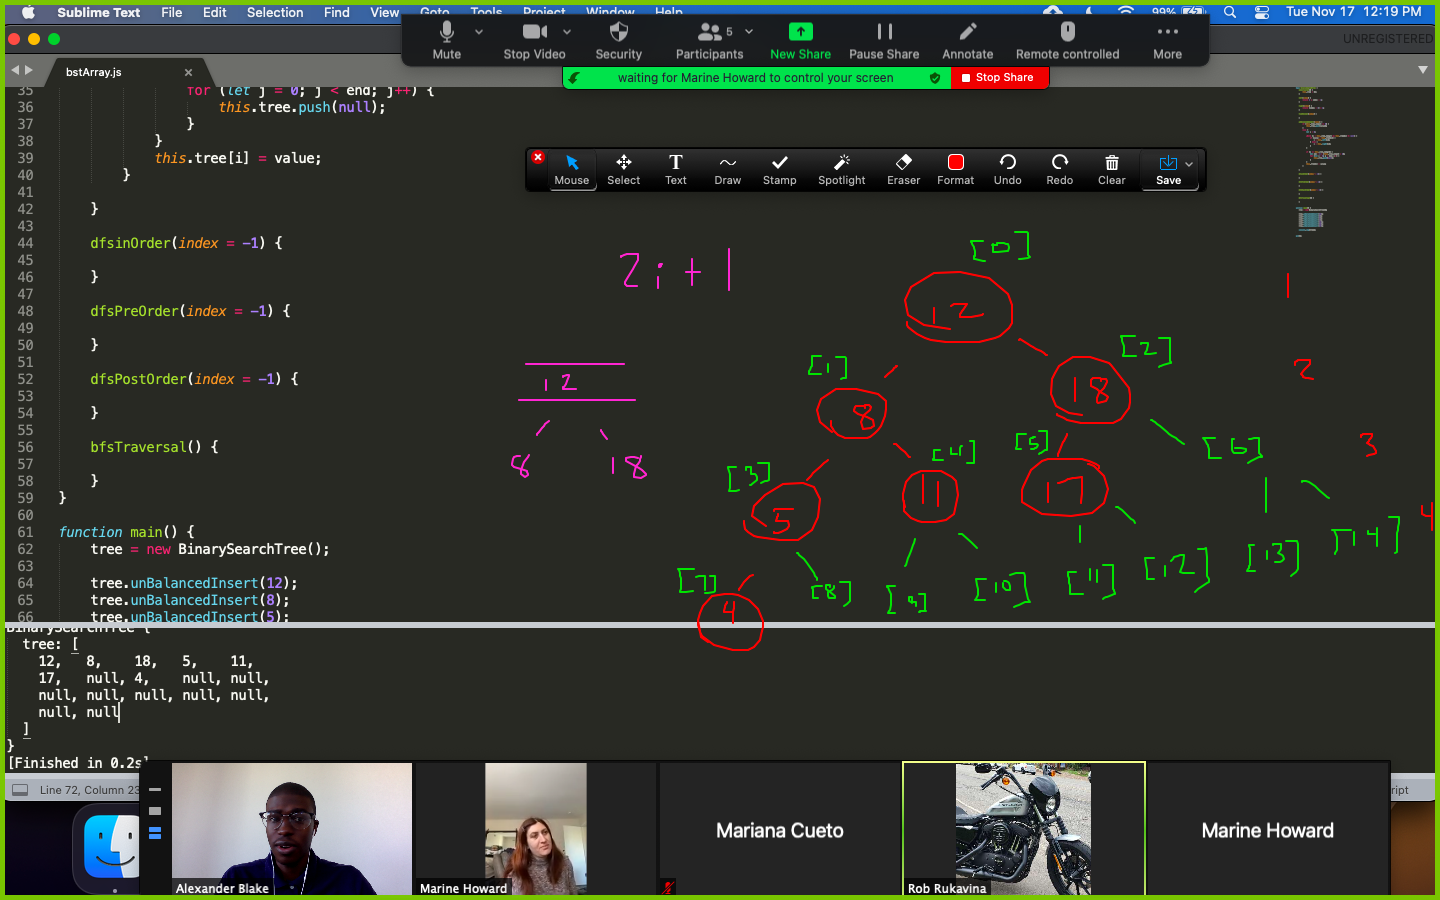 Sublime Text File Edit Selection Find View Goto Tools Project Window Help 99% Tue Nov 17 12:19 PM
UNREGISTERED
Mute Stop Video Security Participants 5 New Share Pause Share Annotate Remote controlled More
waiting for Marine Howard to control your screen Stop Share
bstArray.js
Mouse Select Text Draw Stamp Spotlight Eraser Format Undo Redo Clear Save
35 for (let j = 0; j < end; j++) {
36 this.tree.push(null);
37 }
38 }
39 this.tree[i] = value;
40 }
41
42 }
43
44 dfsinOrder(index = -1) {
45
46 }
47
48 dfsPreOrder(index = -1) {
49
50 }
51
52 dfsPostOrder(index = -1) {
53
54 }
55
56 bfsTraversal() {
57
58 }
59 }
60
61 function main() {
62 tree = new BinarySearchTree();
63
64 tree.unBalancedInsert(12);
65 tree.unBalancedInsert(8);
66 tree.unBalancedInsert(5);
2i+1
12
8 18
[0]
12
1
[1] [2]
8 18
2
[3] [4] [5] [6]
5 11 17
3
[7] [8] [9] [10] [11] [12] [13] [14]
4
4
BinarySearchTree {
tree: [
12, 8, 18, 5, 11,
17, null, 4, null, null,
null, null, null, null, null,
null, null
]
}
[Finished in 0.2s]
Line 72, Column 23
ript
Alexander Blake
Marine Howard
Mariana Cueto
Rob Rukavina
Marine Howard